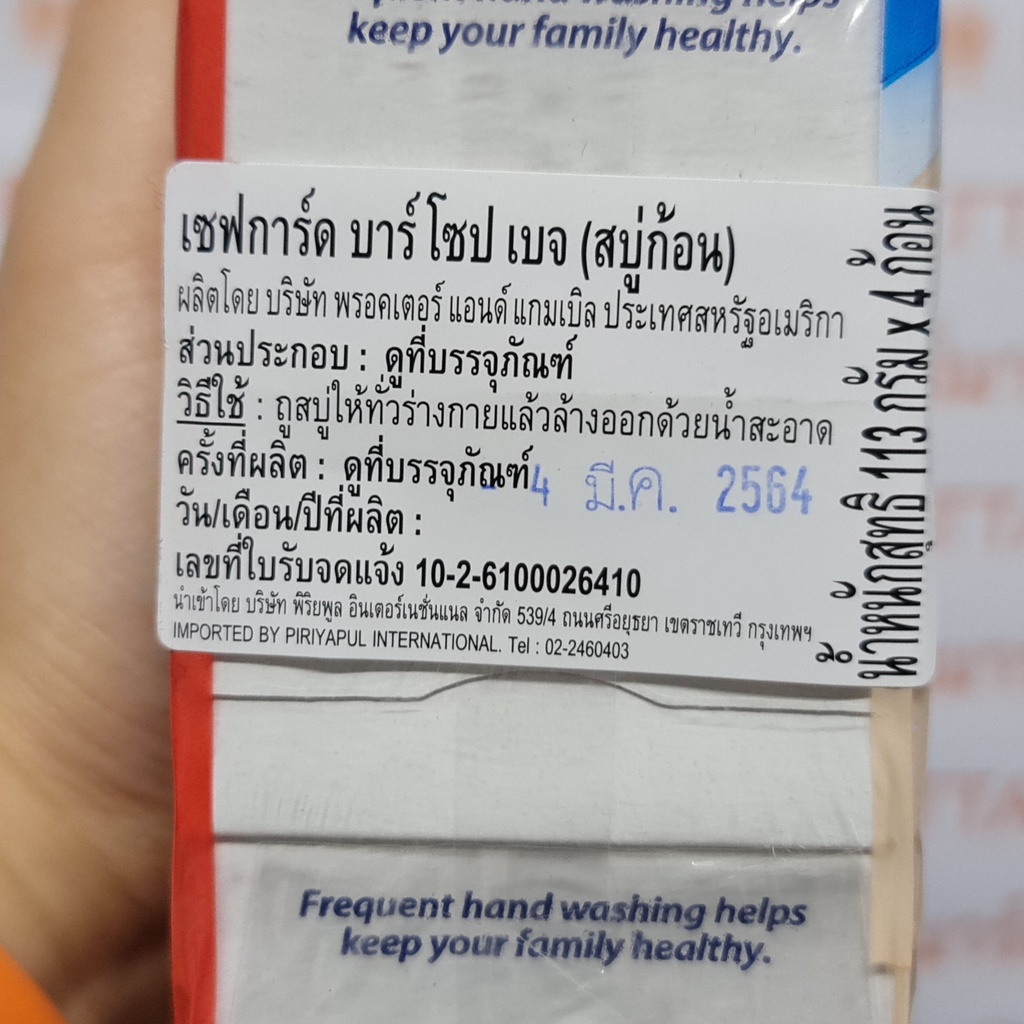 keep your family healthy.
เซฟการ์ด บาร์ โซป เบจ (สบู่ก้อน)
ผลิตโดย บริษัท พรอคเตอร์ แอนด์ แกมเบิล ประเทศสหรัฐอเมริกา
ส่วนประกอบ : ดูที่บรรจุภัณฑ์
วิธีใช้ : ถูสบู่ให้ทั่วร่างกายแล้วล้างออกด้วยน้ำสะอาด
ครั้งที่ผลิต : ดูที่บรรจุภัณฑ์
- 4 มี.ค. 2564
วัน/เดือน/ปีที่ผลิต :
เลขที่ใบรับจดแจ้ง 10-2-6100026410
นำเข้าโดย บริษัท พิริยพูล อินเตอร์เนชั่นแนล จำกัด 539/4 ถนนศรีอยุธยา เขตราชเทวี กรุงเทพฯ
IMPORTED BY PIRIYAPUL INTERNATIONAL. Tel : 02-2460403
น้ำหนักสุทธิ 113 กรัม x 4 ก้อน
Frequent hand washing helps
keep your family healthy.